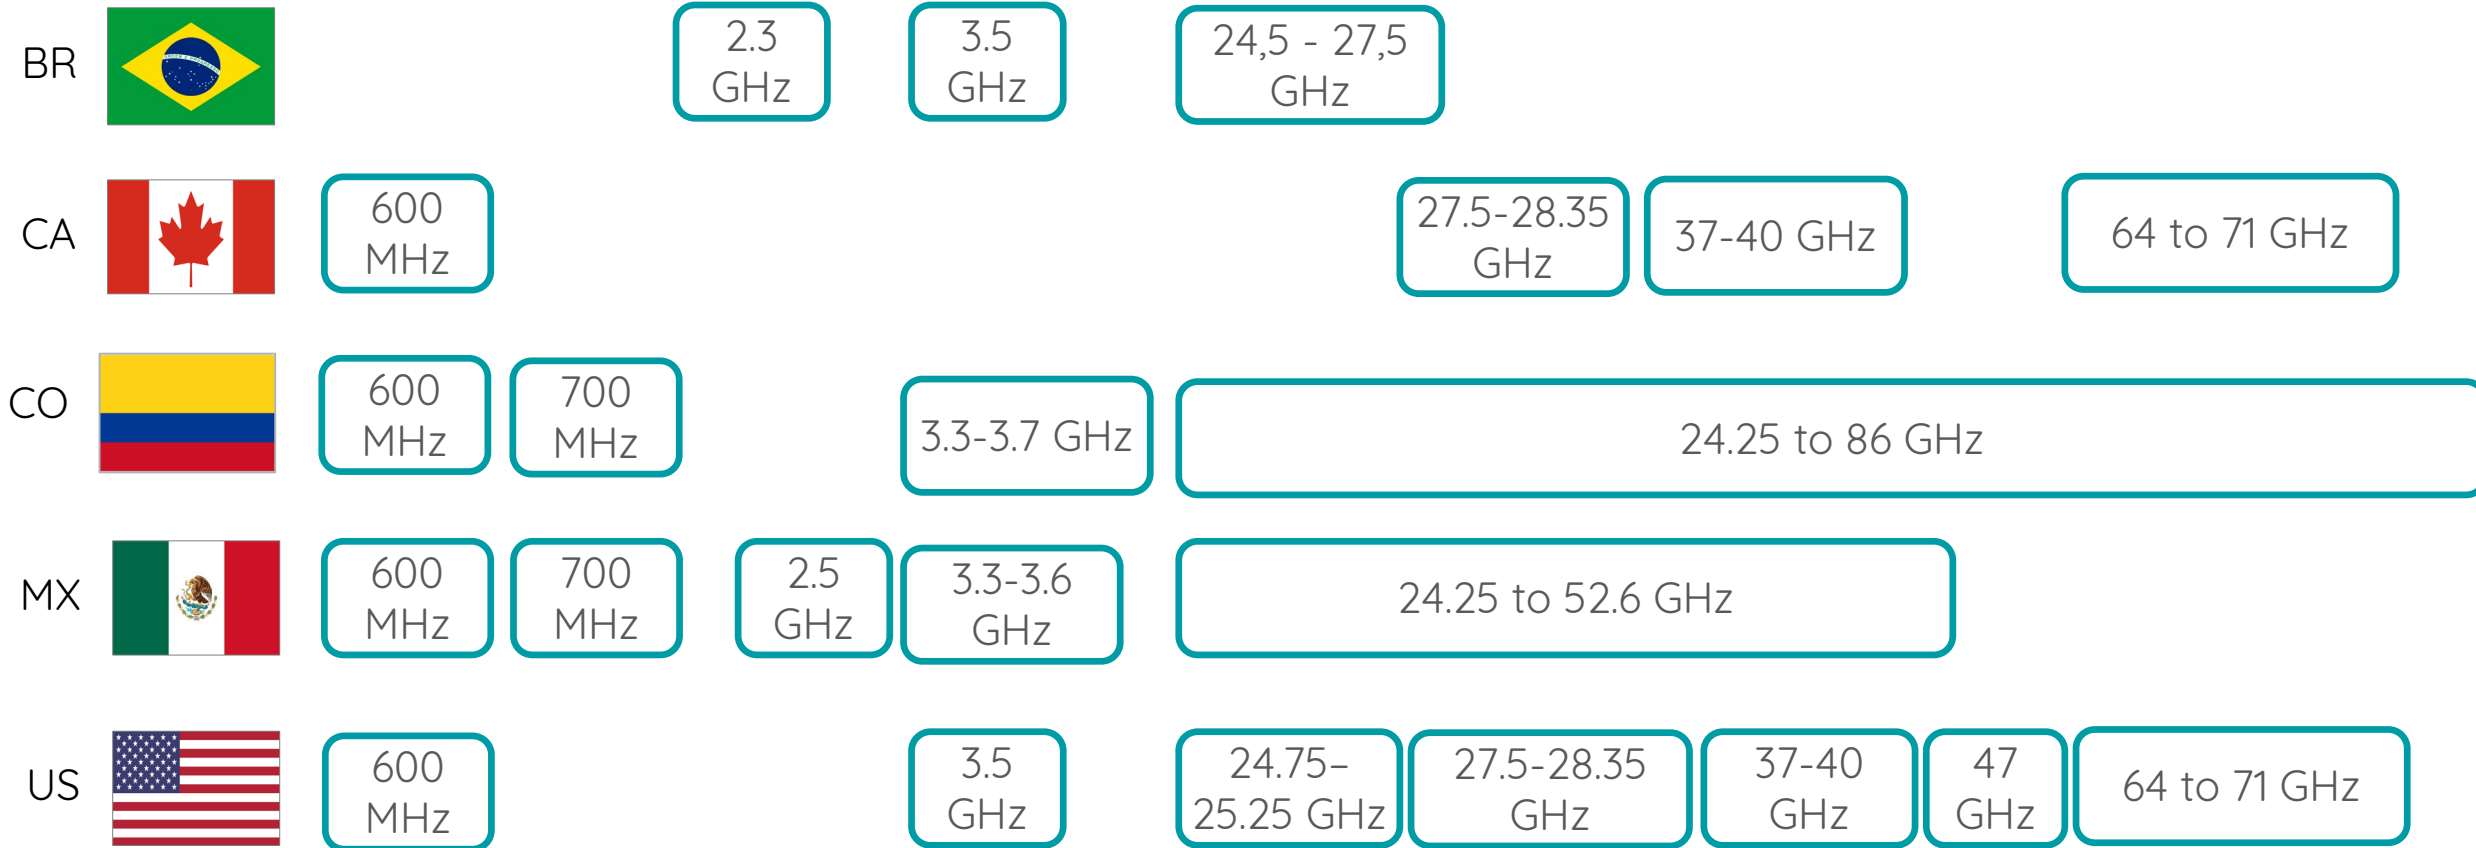 BR
2.3
GHz
3.5
GHz
24,5 - 27,5
GHz
CA
600
MHz
27.5-28.35
GHz
37-40 GHz
64 to 71 GHz
CO
600
MHz
700
MHz
3.3-3.7 GHz
24.25 to 86 GHz
MX
600
MHz
700
MHz
2.5
GHz
3.3-3.6
GHz
24.25 to 52.6 GHz
US
600
MHz
3.5
GHz
24.75–
25.25 GHz
27.5-28.35
GHz
37-40
GHz
47
GHz
64 to 71 GHz